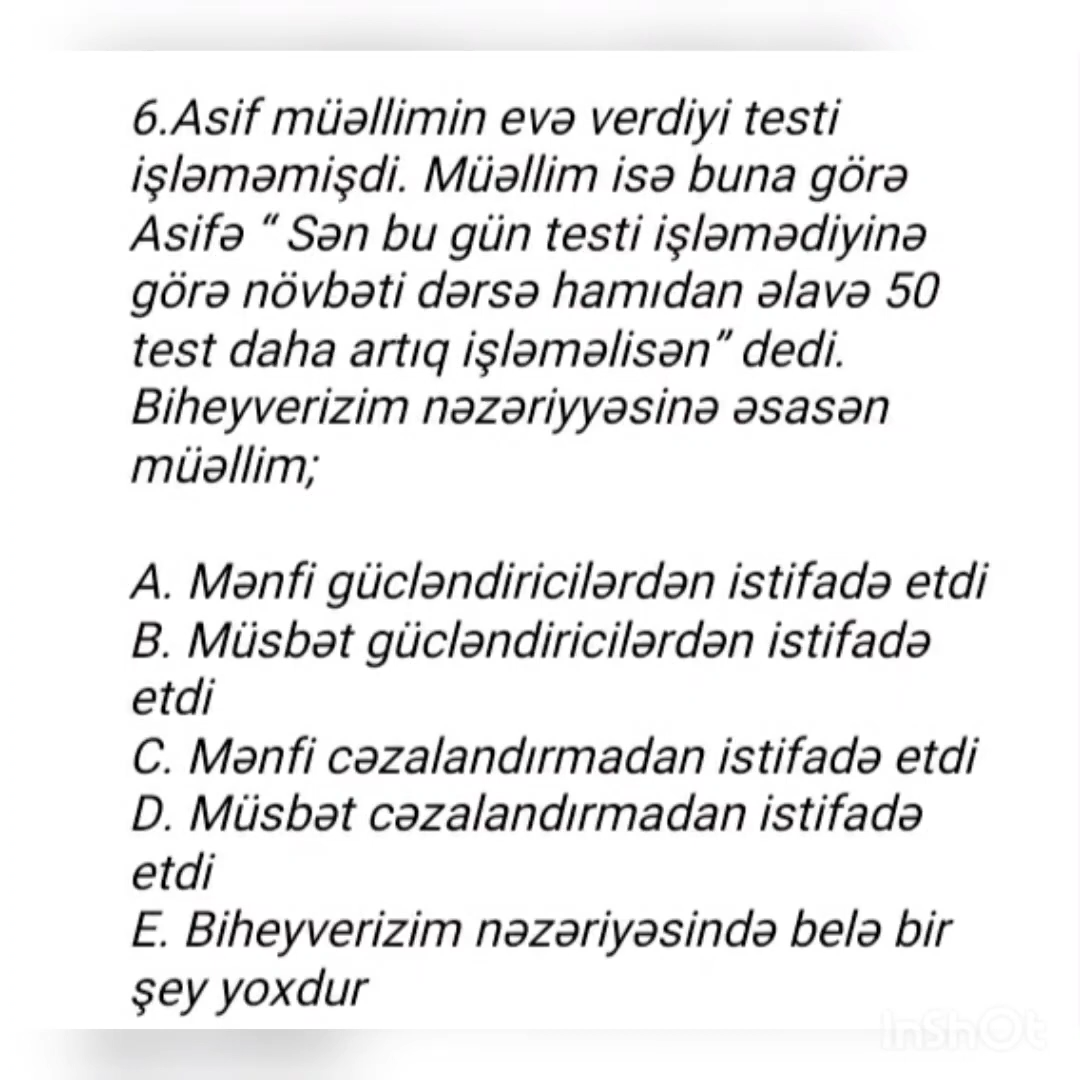 6.Asif müəllimin evə verdiyi testi
işləməmişdi. Müəllim isə buna görə
Asifə “ Sən bu gün testi işləmədiyinə
görə növbəti dərsə hamıdan əlavə 50
test daha artıq işləməlisən” dedi.
Biheyverizim nəzəriyyəsinə əsasən
müəllim;
A. Mənfi gücləndiricilərdən istifadə etdi
B. Müsbət gücləndiricilərdən istifadə
etdi
C. Mənfi cəzalandırmadan istifadə etdi
D. Müsbət cəzalandırmadan istifadə
etdi
E. Biheyverizim nəzəriyəsində belə bir
şey yoxdur
InShOt